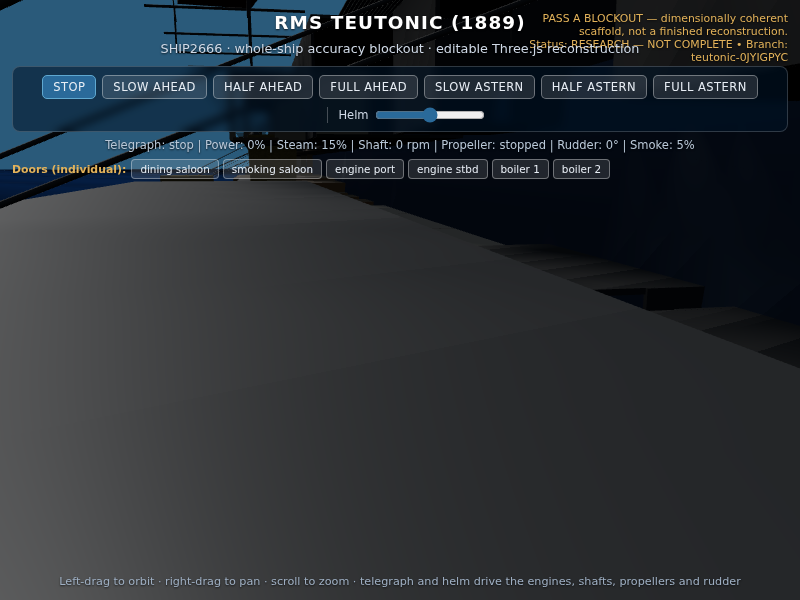 RMS TEUTONIC (1889)
PASS A BLOCKOUT — dimensionally coherent
scaffold, not a finished reconstruction.
Status: RESEARCH — NOT COMPLETE • Branch:
teutonic-0JYIGPYC
SHIP2666 · whole-ship accuracy blockout · editable Three.js reconstruction
STOP SLOW AHEAD HALF AHEAD FULL AHEAD SLOW ASTERN HALF ASTERN FULL ASTERN
Helm
Telegraph: stop | Power: 0% | Steam: 15% | Shaft: 0 rpm | Propeller: stopped | Rudder: 0° | Smoke: 5%
Doors (individual): dining saloon smoking saloon engine port engine stbd boiler 1 boiler 2
Left-drag to orbit · right-drag to pan · scroll to zoom · telegraph and helm drive the engines, shafts, propellers and rudder